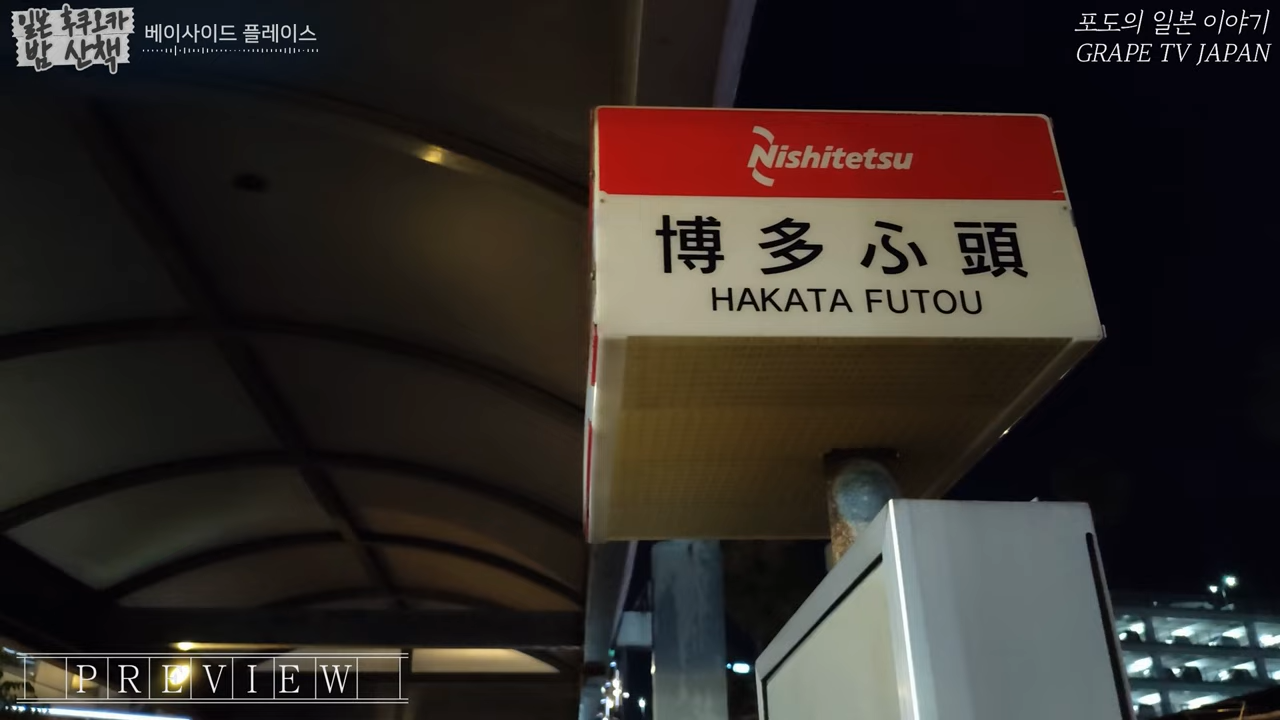 일본 후쿠오카
밤 산책
베이사이드 플레이스
포도의 일본 이야기
GRAPE TV JAPAN
Nishitetsu
博多ふ頭
HAKATA FUTOU
PREVIEW